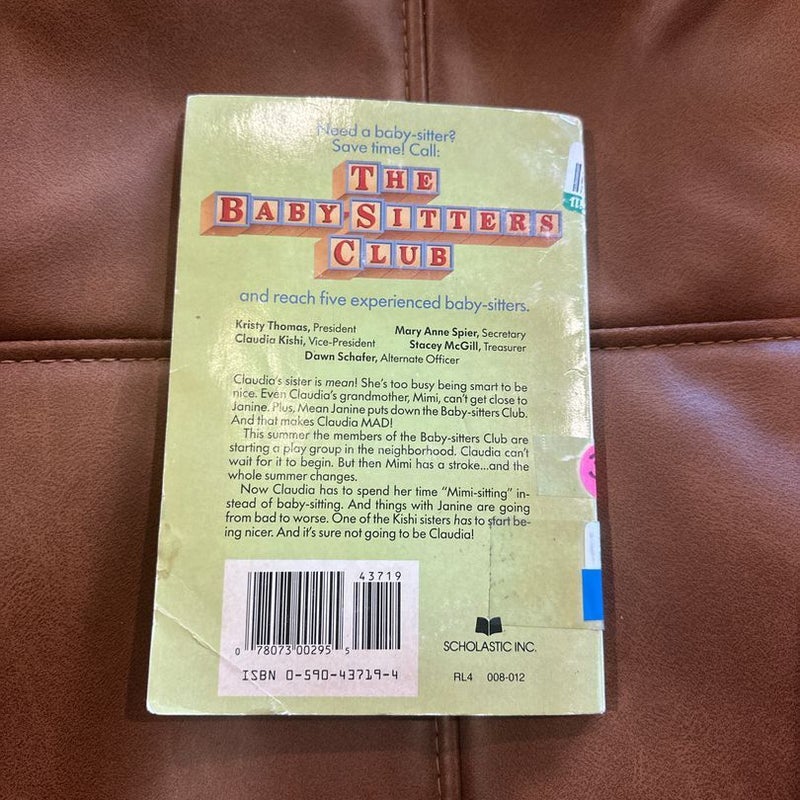 Need a baby-sitter?
Save time! Call:
THE
BABY-SITTERS
CLUB
and reach five experienced baby-sitters.
Kristy Thomas, President Mary Anne Spier, Secretary
Claudia Kishi, Vice-President Stacey McGill, Treasurer
Dawn Schafer, Alternate Officer
Claudia's sister is mean! She's too busy being smart to be
nice. Even Claudia's grandmother, Mimi, can't get close to
Janine. Plus, Mean Janine puts down the Baby-sitters Club.
And that makes Claudia MAD!
This summer the members of the Baby-sitters Club are
starting a play group in the neighborhood. Claudia can't
wait for it to begin. But then Mimi has a stroke...and the
whole summer changes.
Now Claudia has to spend her time "Mimi-sitting" in-
stead of baby-sitting. And things with Janine are going
from bad to worse. One of the Kishi sisters has to start be-
ing nicer. And it's sure not going to be Claudia!
43719
0 78073 00295 5
ISBN 0-590-43719-4
SCHOLASTIC INC.
RL4 008-012